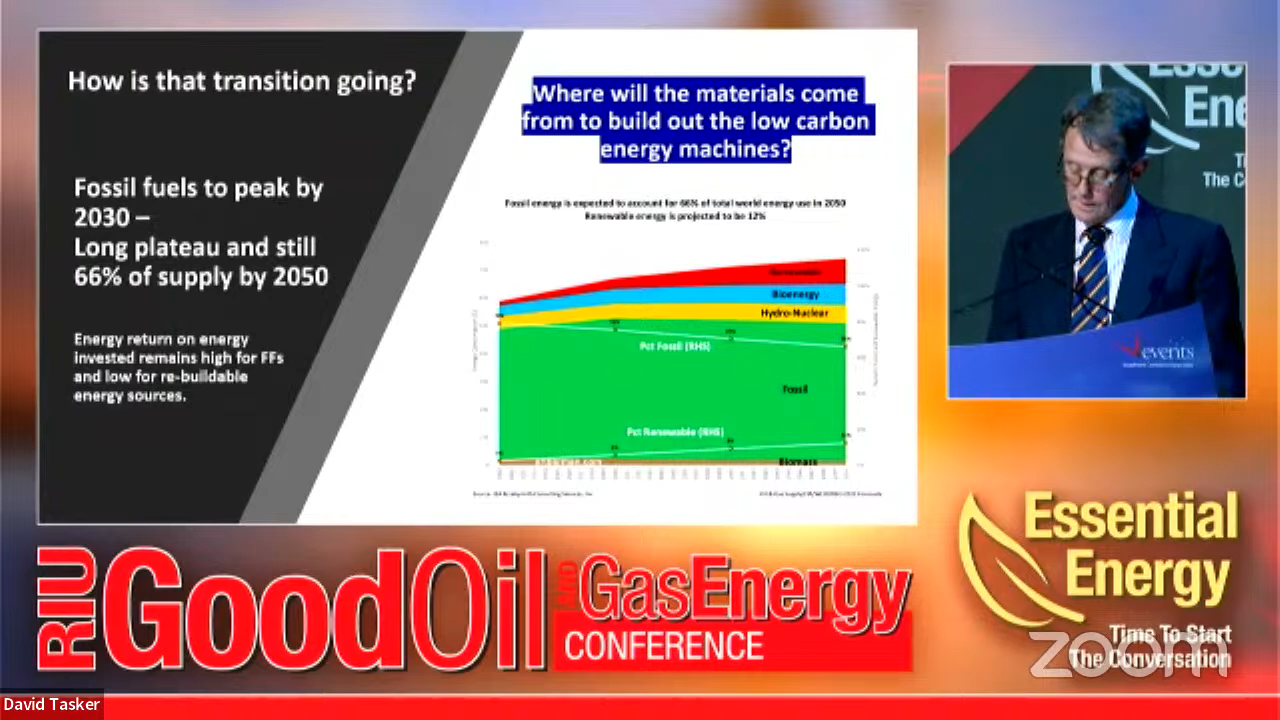 How is that transition going?
Fossil fuels to peak by
2030 –
Long plateau and still
66% of supply by 2050
Energy return on energy
invested remains high for FFs
and low for re-buildable
energy sources.
Where will the materials come
from to build out the low carbon
energy machines?
Fossil energy is expected to account for 66% of total world energy use in 2050
Renewable energy is projected to be 12%
Renewable
Bioenergy
Hydro-Nuclear
Pct Fossil (RHS)
Fossil
Pct Renewable (RHS)
Biomass
Esse
Ene
The C
events
RIU
GoodOil
AND
GasEnergy
CONFERENCE
Essential
Energy
Time To Start
The Conversation
zoom
David Tasker